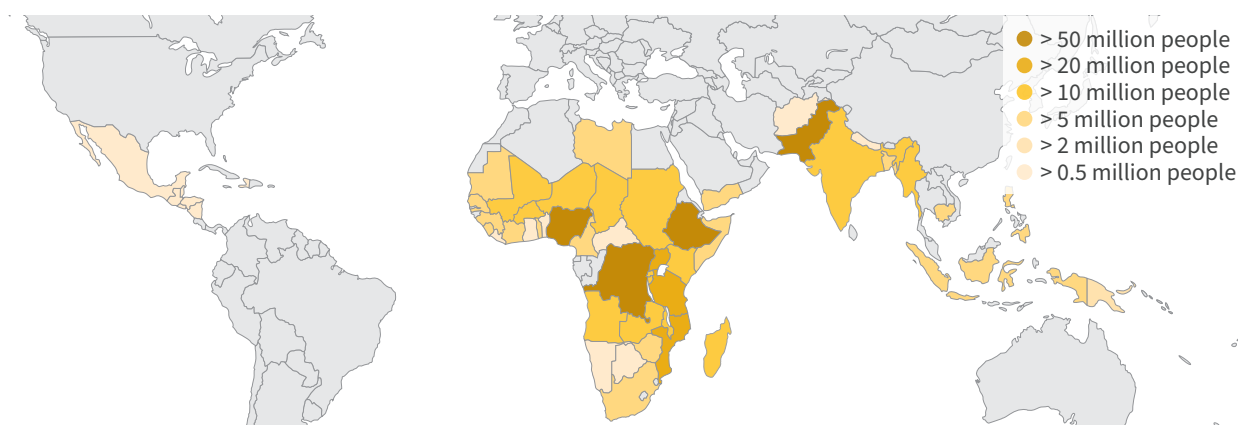 > 50 million people
> 20 million people
> 10 million people
> 5 million people
> 2 million people
> 0.5 million people